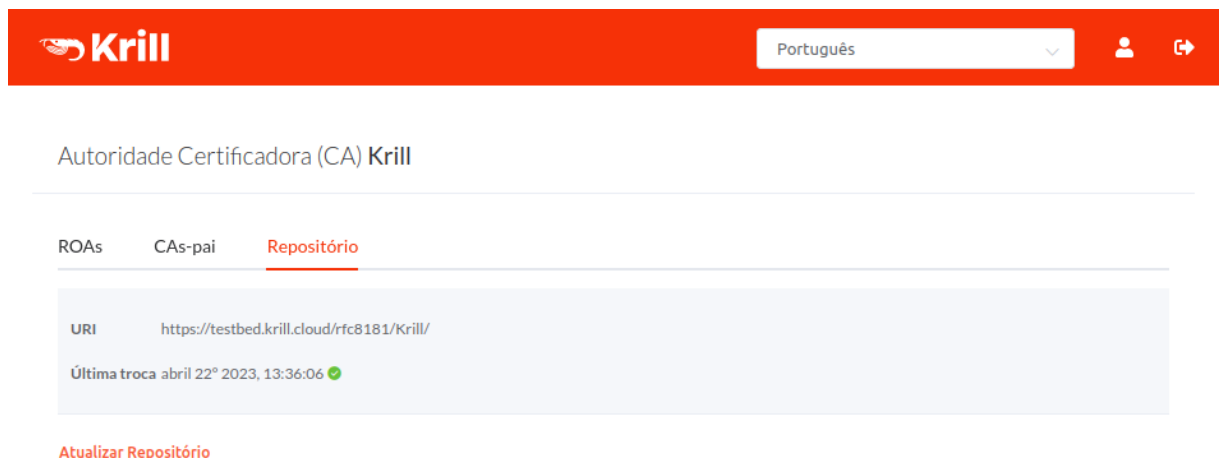 Krill
Português
Autoridade Certificadora (CA) Krill
ROAs CAs-pai Repositório
URI https://testbed.krill.cloud/rfc8181/Krill/
Última troca abril 22º 2023, 13:36:06
Atualizar Repositório